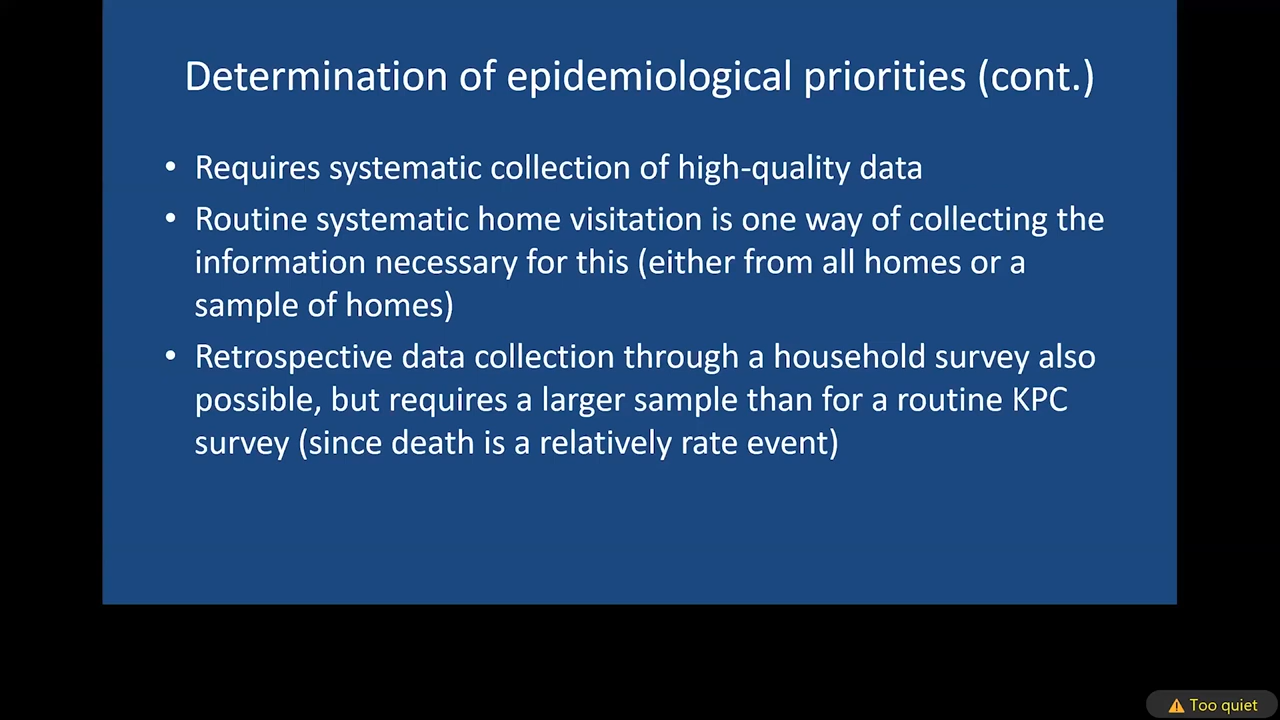 Determination of epidemiological priorities (cont.)
• Requires systematic collection of high-quality data
• Routine systematic home visitation is one way of collecting the
information necessary for this (either from all homes or a
sample of homes)
• Retrospective data collection through a household survey also
possible, but requires a larger sample than for a routine KPC
survey (since death is a relatively rate event)
Too quiet